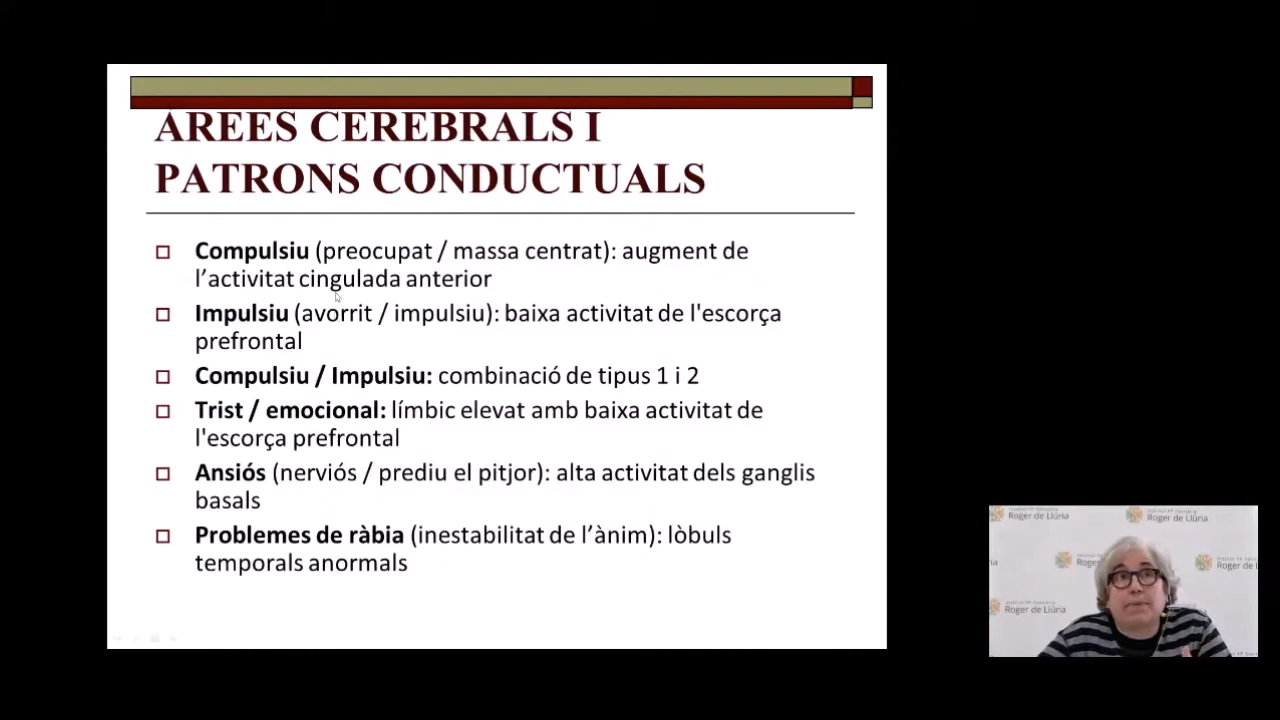 ÀREES CEREBRALS I
PATRONS CONDUCTUALS
Compulsiu (preocupat / massa centrat): augment de
l’activitat cingulada anterior
Impulsiu (avorrit / impulsiu): baixa activitat de l'escorça
prefrontal
Compulsiu / Impulsiu: combinació de tipus 1 i 2
Trist / emocional: límbic elevat amb baixa activitat de
l'escorça prefrontal
Ansiós (nerviós / prediu el pitjor): alta activitat dels ganglis
basals
Problemes de ràbia (inestabilitat de l’ànim): lòbuls
temporals anormals
Roger de Llúria
Roger de Llúria
Roger de Llúria